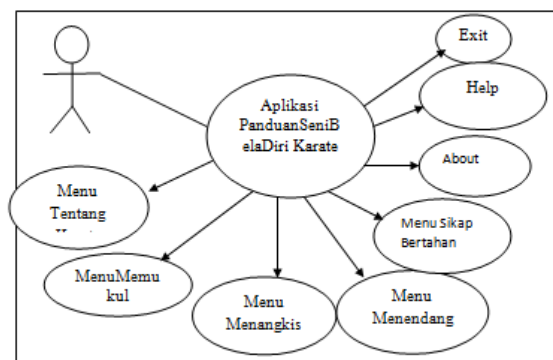 Exit
Help
Aplikasi
PanduanSeniB
elaDiri Karate
About
Menu
Tentang
Menu Sikap
Bertahan
MenuMemu
kul
Menu
Menangkis
Menu
Menendang